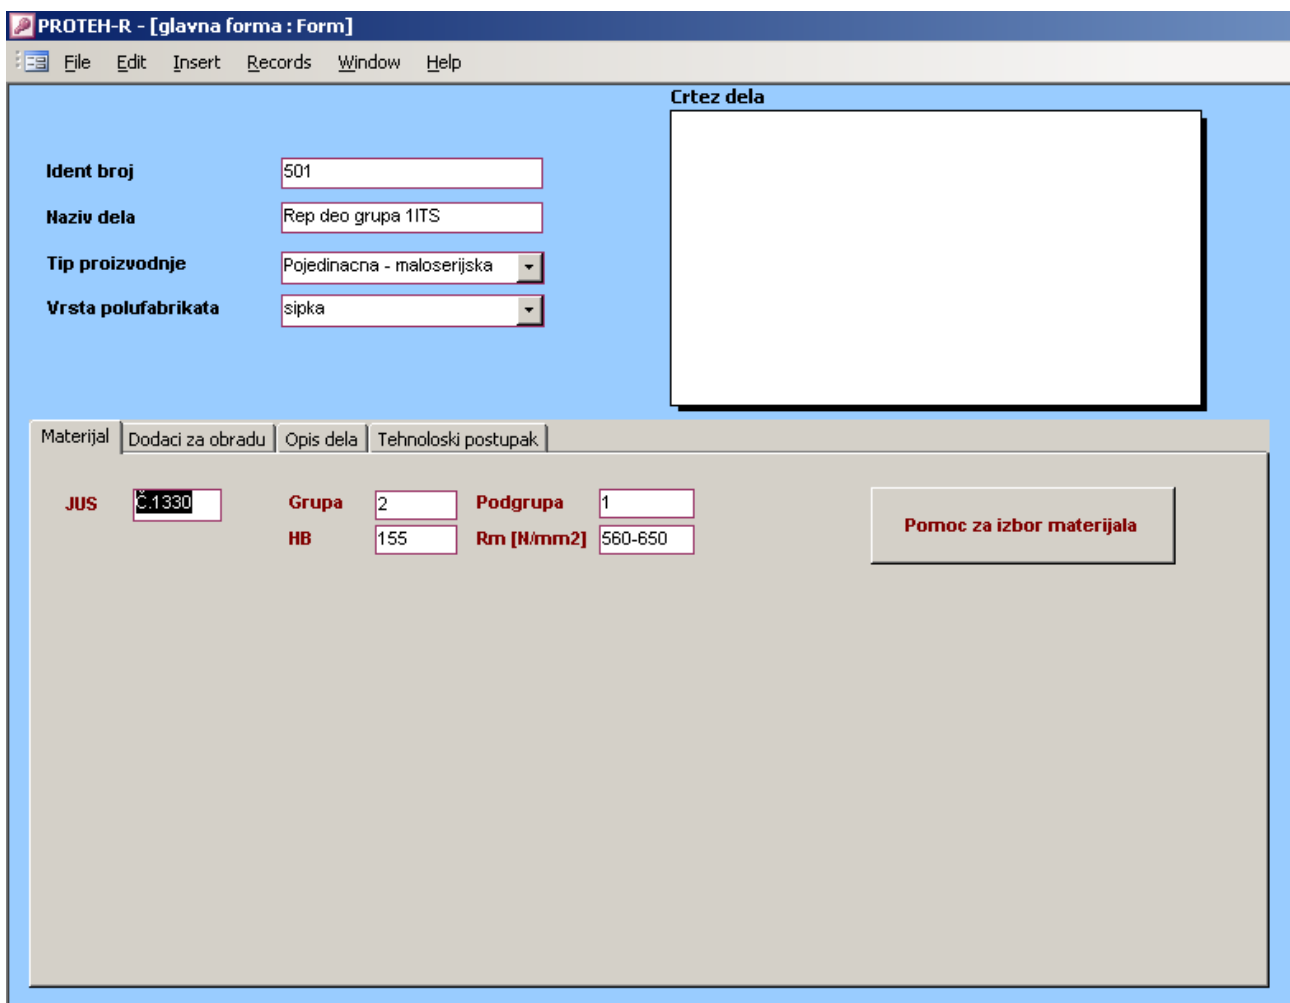 PROTEH-R - [glavna forma : Form]
File Edit Insert Records Window Help
Crtez dela
Ident broj 501
Naziv dela Rep deo grupa 1ITS
Tip proizvodnje Pojedinacna - maloserijska
Vrsta polufabrikata sipka
Materijal Dodaci za obradu Opis dela Tehnoloski postupak
JUS Č.1330 Grupa 2 Podgrupa 1
HB 155 Rm [N/mm2] 560-650
Pomoc za izbor materijala